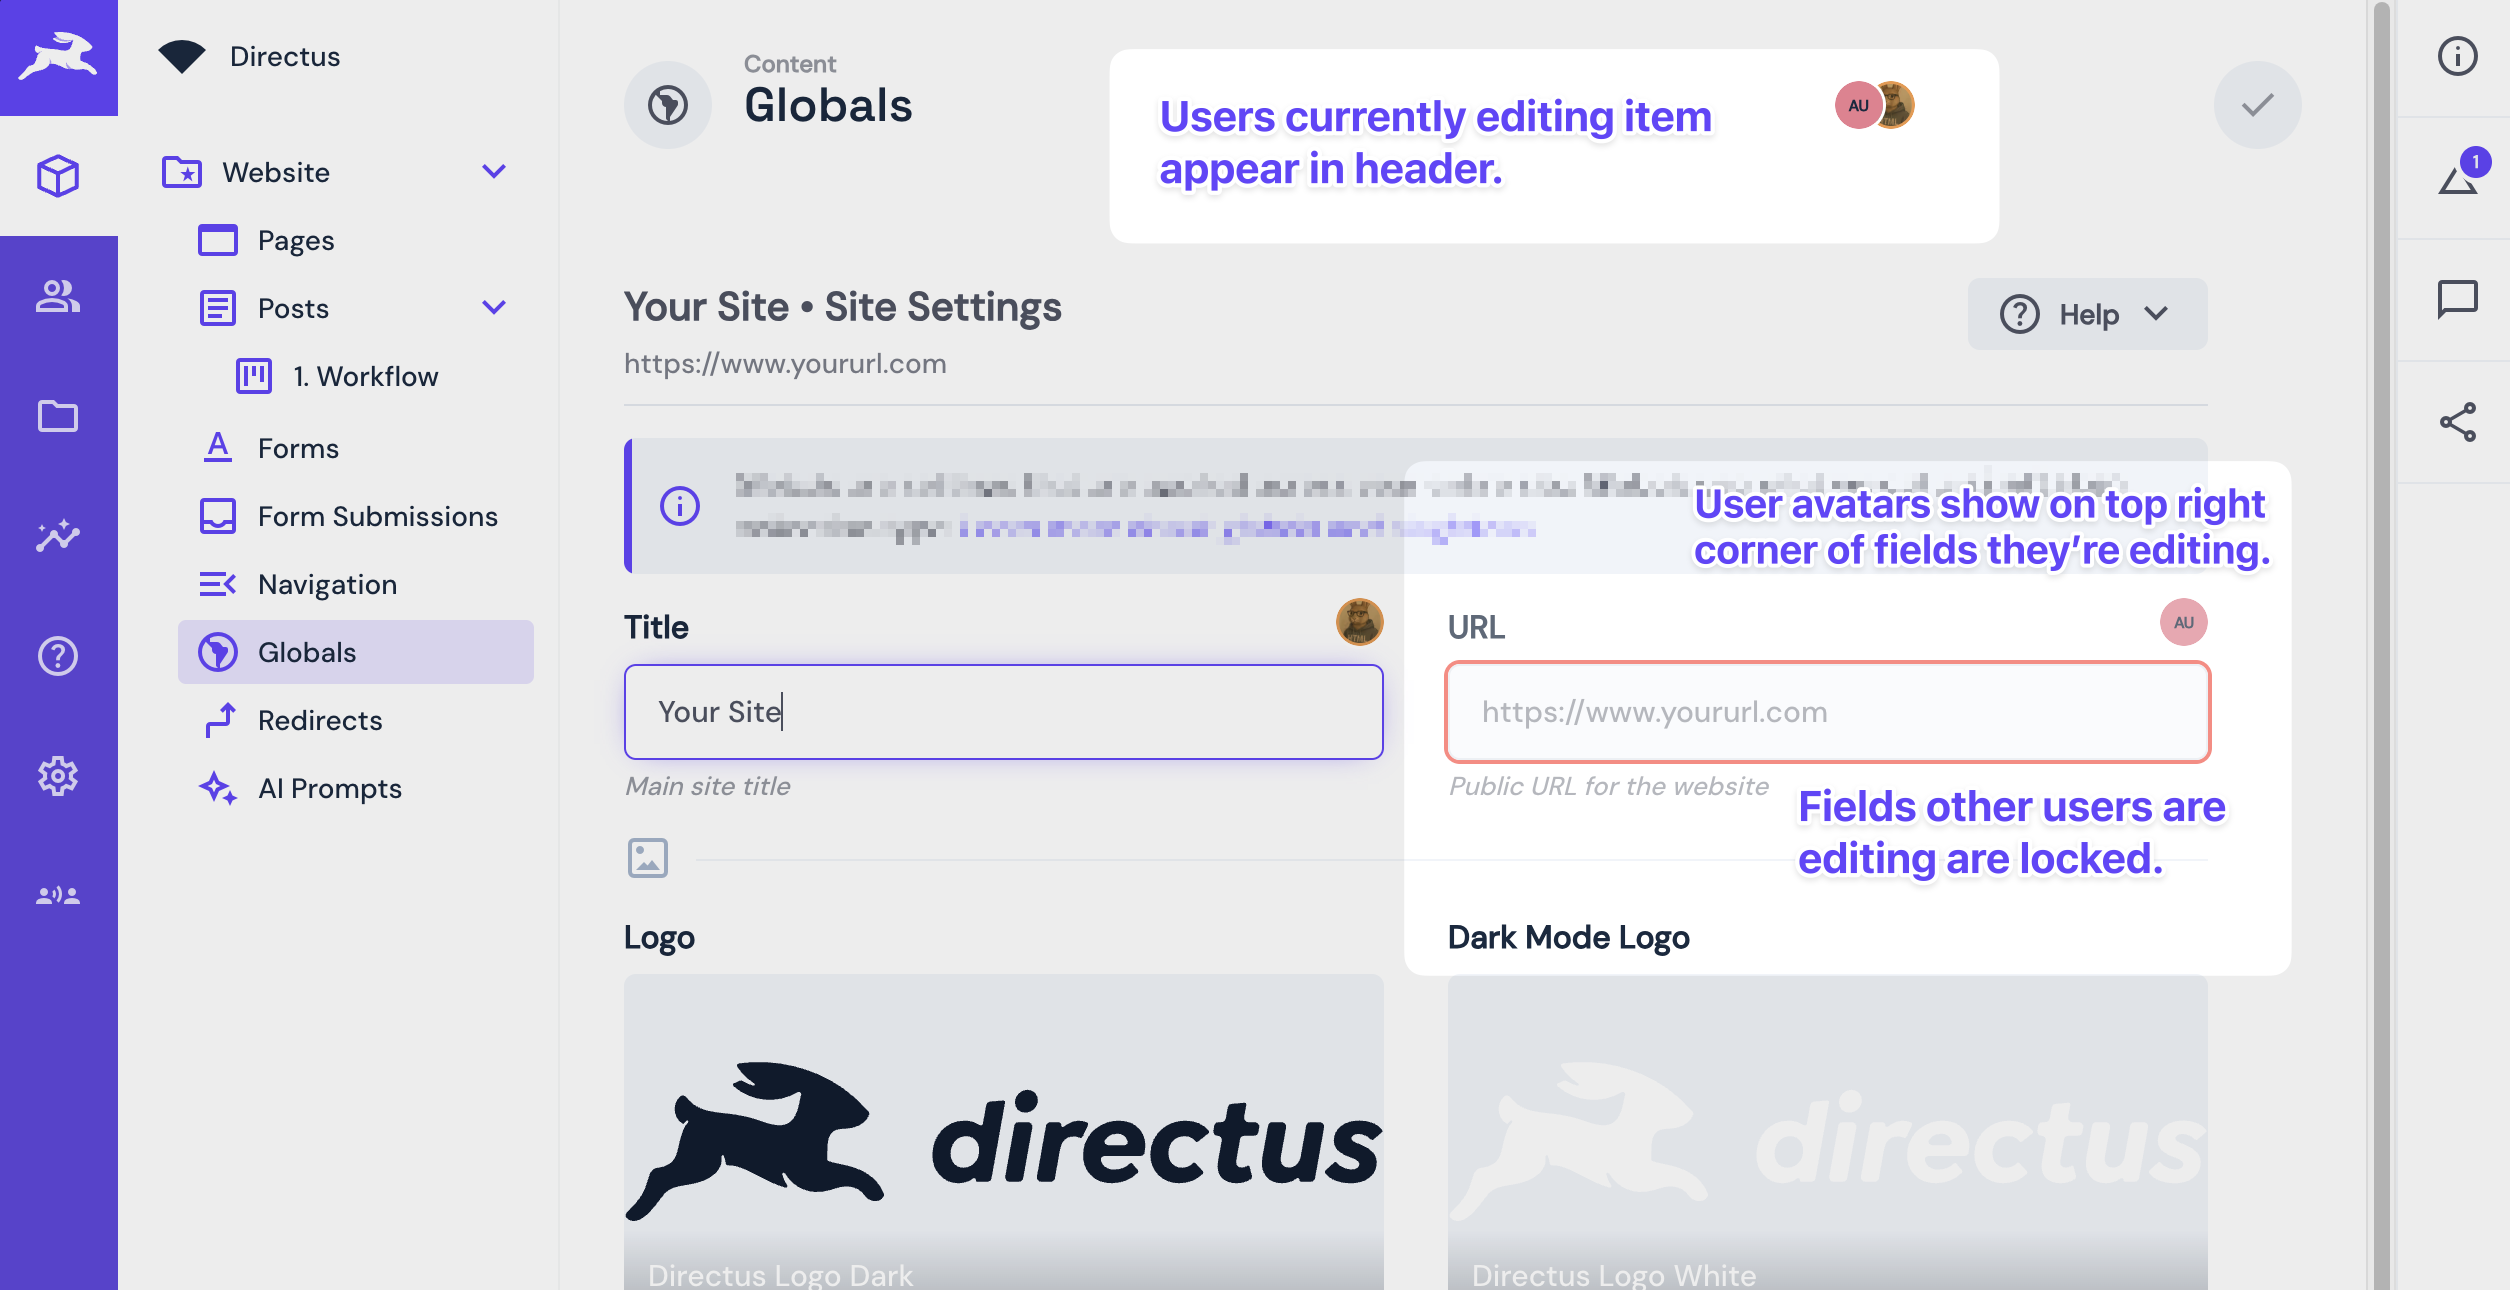 Directus
Website
Pages
Posts
1. Workflow
Forms
Form Submissions
Navigation
Globals
Redirects
AI Prompts
Content
Globals
Users currently editing item
appear in header.
AU
1
Your Site • Site Settings
https://www.yoururl.com
Help
User avatars show on top right
corner of fields they’re editing.
Title
Your Site
Main site title
URL
AU
https://www.yoururl.com
Public URL for the website
Fields other users are
editing are locked.
Logo
directus
Directus Logo Dark
Dark Mode Logo
directus
Directus Logo White